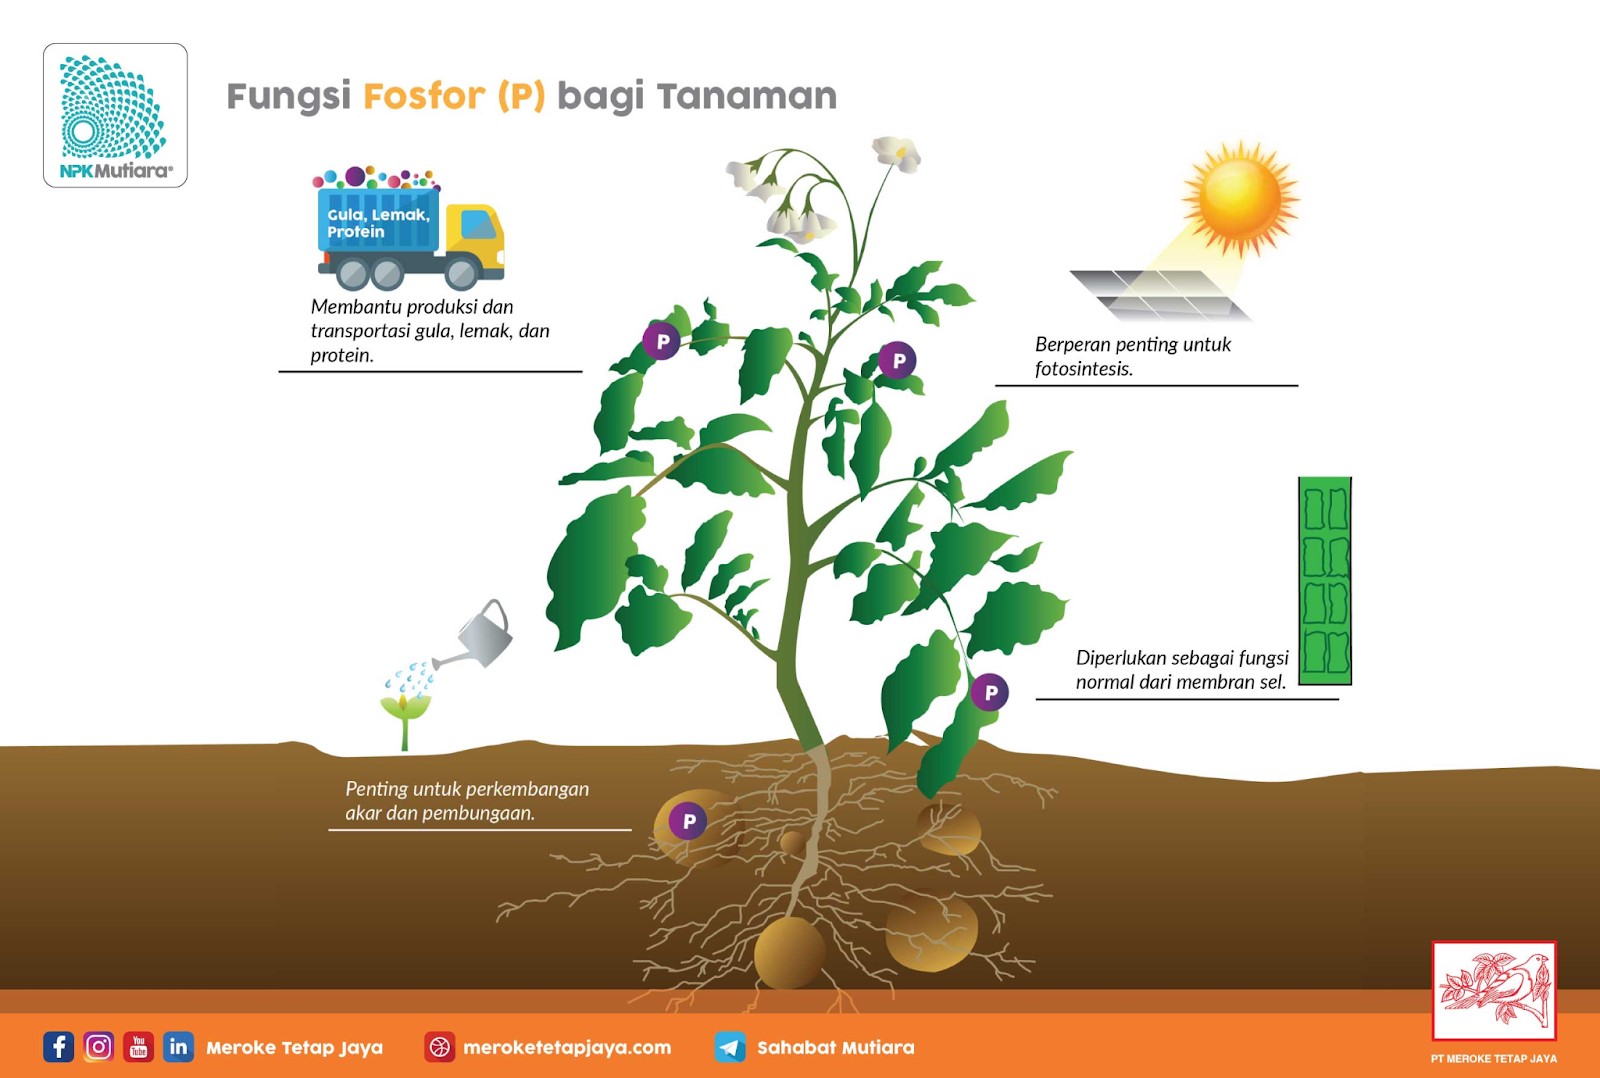 NPKMutiara®
Fungsi Fosfor (P) bagi Tanaman
Gula, Lemak,
Protein
Membantu produksi dan
transportasi gula, lemak, dan
protein.
Berperan penting untuk
fotosintesis.
P
P
Diperlukan sebagai fungsi
normal dari membran sel.
P
Penting untuk perkembangan
akar dan pembungaan.
P
f
You
Tube
in
Meroke Tetap Jaya
meroketetapjaya.com
Sahabat Mutiara
PT MEROKE TETAP JAYA